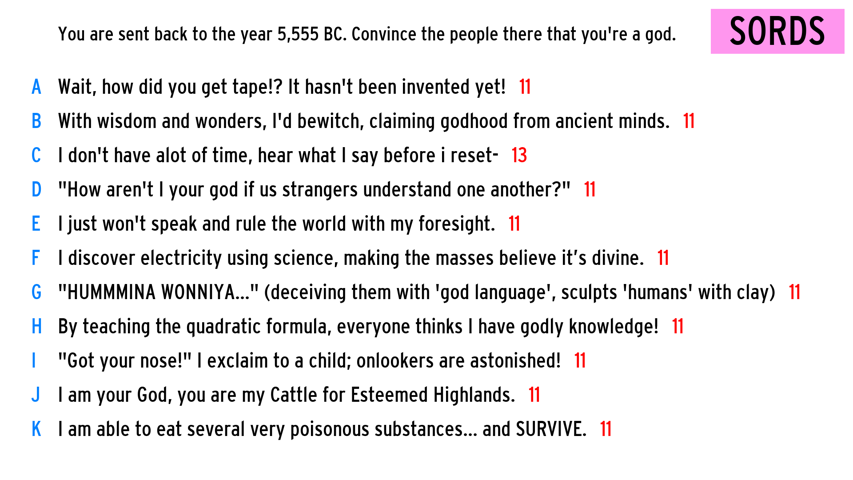 You are sent back to the year 5,555 BC. Convince the people there that you're a god.
SORDS
A Wait, how did you get tape!? It hasn't been invented yet! 11
B With wisdom and wonders, I'd bewitch, claiming godhood from ancient minds. 11
C I don't have alot of time, hear what I say before i reset- 13
D "How aren't I your god if us strangers understand one another?" 11
E I just won't speak and rule the world with my foresight. 11
F I discover electricity using science, making the masses believe it’s divine. 11
G "HUMMMINA WONNIYA..." (deceiving them with 'god language', sculpts 'humans' with clay) 11
H By teaching the quadratic formula, everyone thinks I have godly knowledge! 11
I "Got your nose!" I exclaim to a child; onlookers are astonished! 11
J I am your God, you are my Cattle for Esteemed Highlands. 11
K I am able to eat several very poisonous substances... and SURVIVE. 11